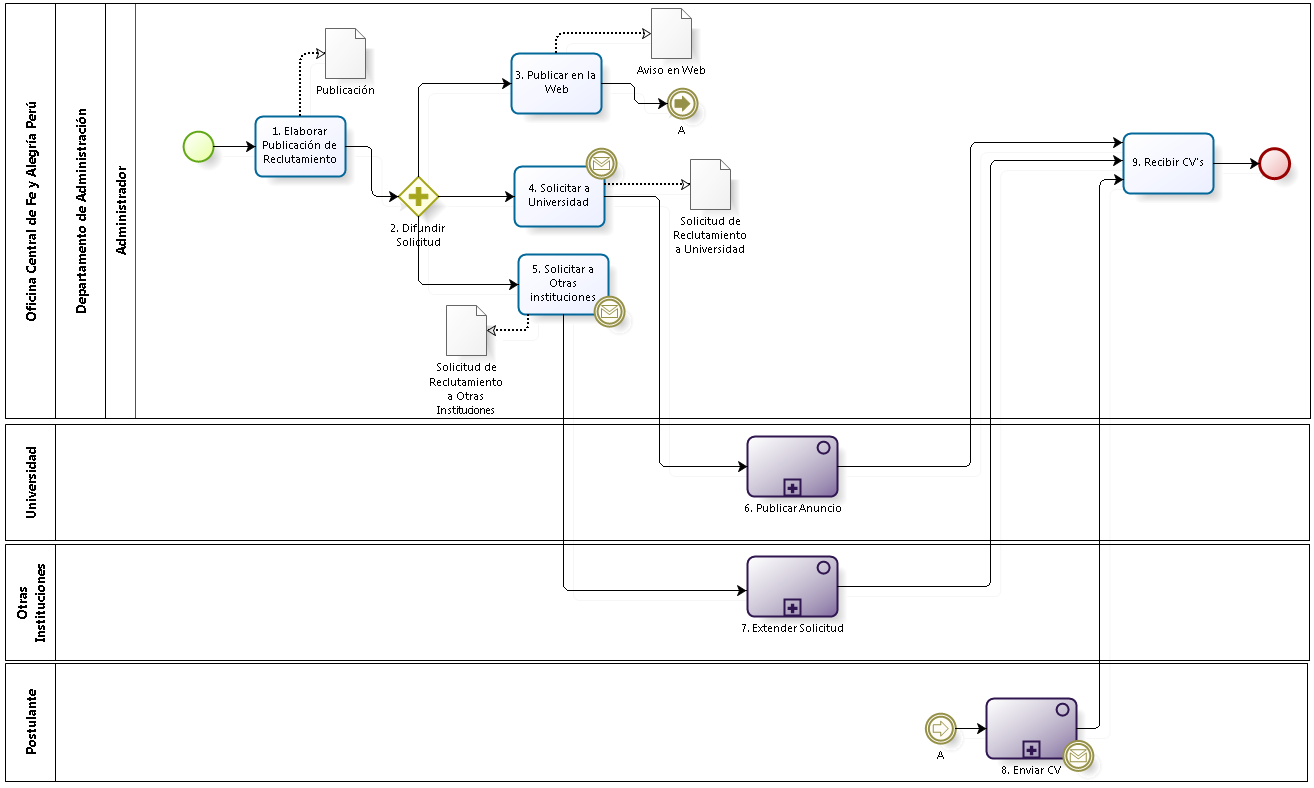 Oficina Central de Fe y Alegría Perú
Departamento de Administración
Administrador
Publicación
1. Elaborar
Publicación de
Reclutamiento
2. Difundir
Solicitud
3. Publicar en la
Web
Aviso en Web
A
4. Solicitar a
Universidad
Solicitud de
Reclutamiento
a Universidad
5. Solicitar a
Otras
instituciones
Solicitud de
Reclutamiento
a Otras
Instituciones
9. Recibir CV's
Universidad
6. Publicar Anuncio
Otras
Instituciones
7. Extender Solicitud
Postulante
A
8. Enviar CV